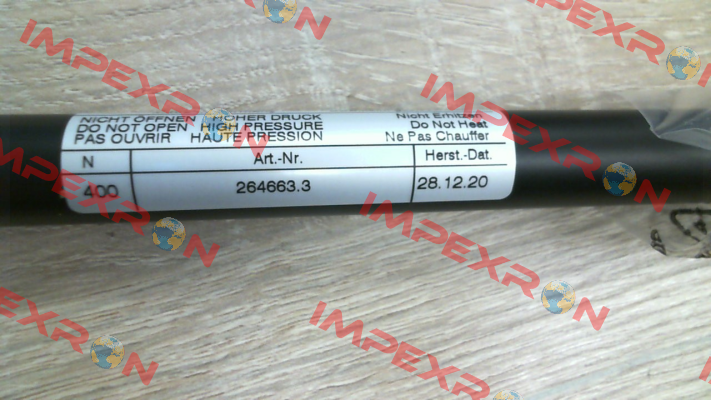 NICHT ÖFFNEN HOHER DRUCK Nicht Erhitzen
DO NOT OPEN HIGH PRESSURE Do Not Heat
PAS OUVRIR HAUTE PRESSION Ne Pas Chauffer
N Art.-Nr. Herst.-Dat.
400 264663.3 28.12.20
IMPEXRON
IMPEXRON
IMPEXRON
IMPEXRON
IMPEXRON
IMPEXRON
IMPEXRON